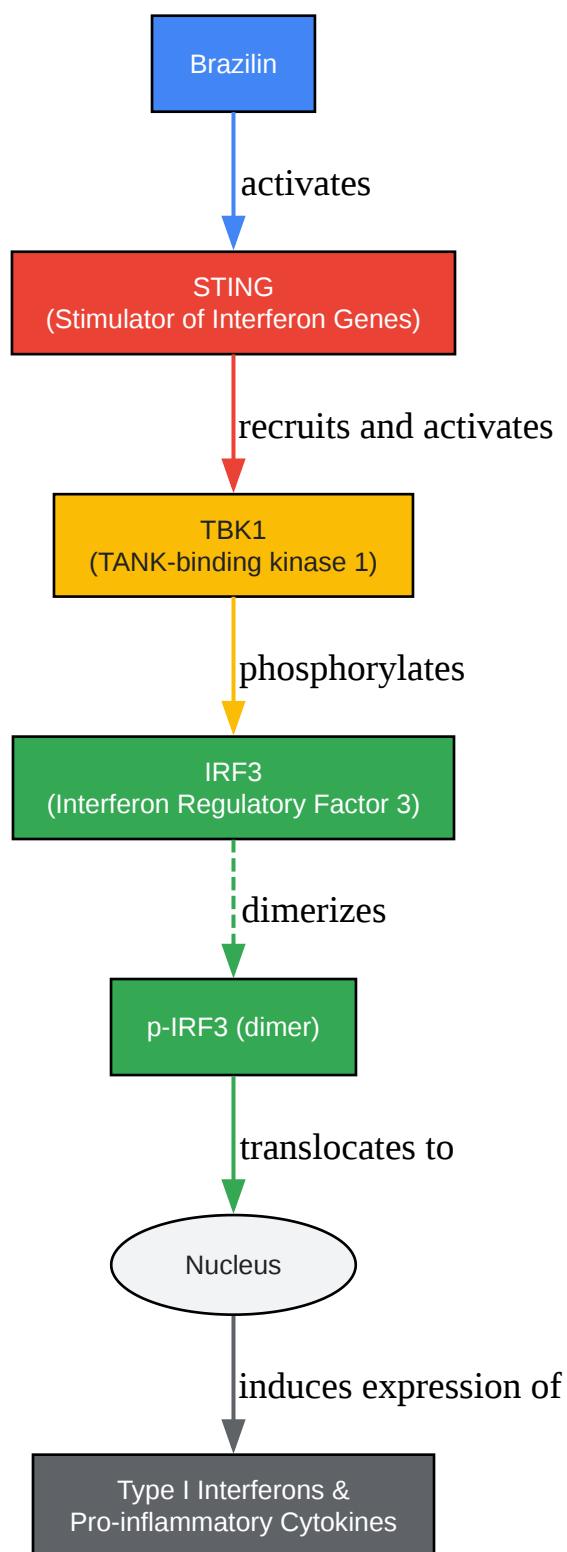 Brazilin
activates
STING
(Stimulator of Interferon Genes)
recruits and activates
TBK1
(TANK-binding kinase 1)
phosphorylates
IRF3
(Interferon Regulatory Factor 3)
dimerizes
p-IRF3 (dimer)
translocates to
Nucleus
induces expression of
Type I Interferons &
Pro-inflammatory Cytokines